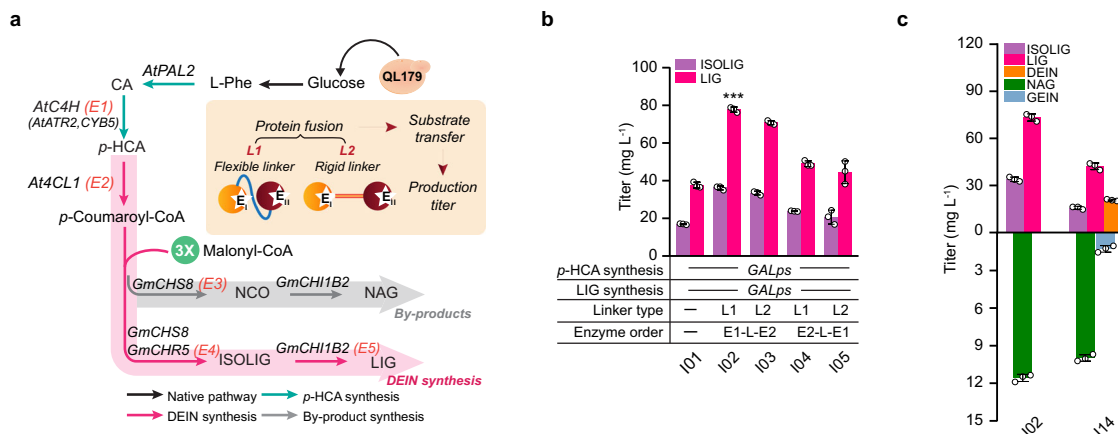 a
AtPAL2
L-Phe
Glucose
QL179
CA
AtC4H (E1)
(AtATR2,CYB5)
p-HCA
At4CL1 (E2)
p-Coumaroyl-CoA
3X Malonyl-CoA
Protein fusion
L1 L2
Flexible linker Rigid linker
EI EII EI EII
Substrate
transfer
Production
titer
GmCHS8 (E3) NCO GmCHI1B2 NAG
By-products
GmCHS8
GmCHR5 (E4) ISOLIG GmCHI1B2 (E5) LIG
DEIN synthesis
Native pathway p-HCA synthesis
DEIN synthesis By-product synthesis
b
ISOLIG
LIG
***
Titer (mg L-1)
100
80
60
40
20
0
p-HCA synthesis GALps
LIG synthesis GALps
Linker type — L1 L2 L1 L2
Enzyme order — E1-L-E2 E2-L-E1
I01 I02 I03 I04 I05
c
ISOLIG
LIG
DEIN
NAG
GEIN
Titer (mg L-1)
120
90
60
30
0
3
6
9
12
15
I02 I14